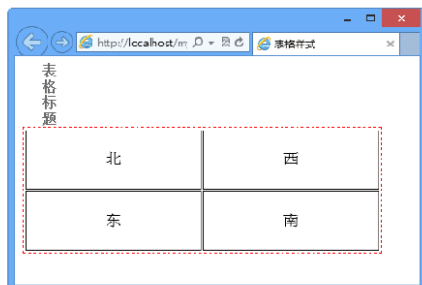 http://localhost/m
表格样式
表
格
标
题
北 西
东 南